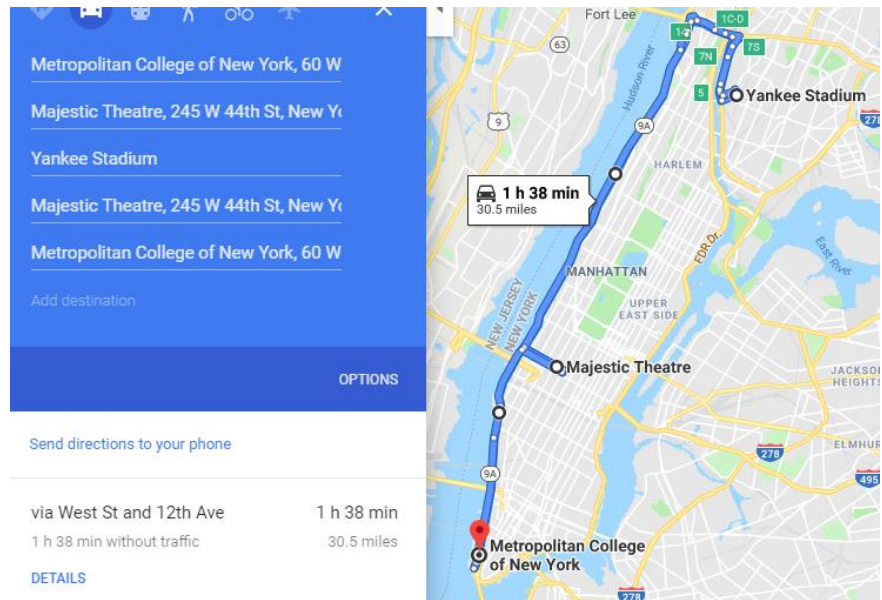 Metropolitan College of New York, 60 W
Majestic Theatre, 245 W 44th St, New Yo
Yankee Stadium
Majestic Theatre, 245 W 44th St, New Yo
Metropolitan College of New York, 60 W
Add destination
OPTIONS
Send directions to your phone
via West St and 12th Ave
1 h 38 min
1 h 38 min without traffic
30.5 miles
DETAILS
Fort Lee
1C-D
14
63
7N
7S
Hudson River
5
Yankee Stadium
278
9
9A
HARLEM
1 h 38 min
30.5 miles
FDR Dr.
East River
MANHATTAN
NEW JERSEY
NEW YORK
UPPER
EAST SIDE
Majestic Theatre
JACKSO
HEIGHTS
ELMHUR
278
9A
495
Metropolitan College
of New York
278